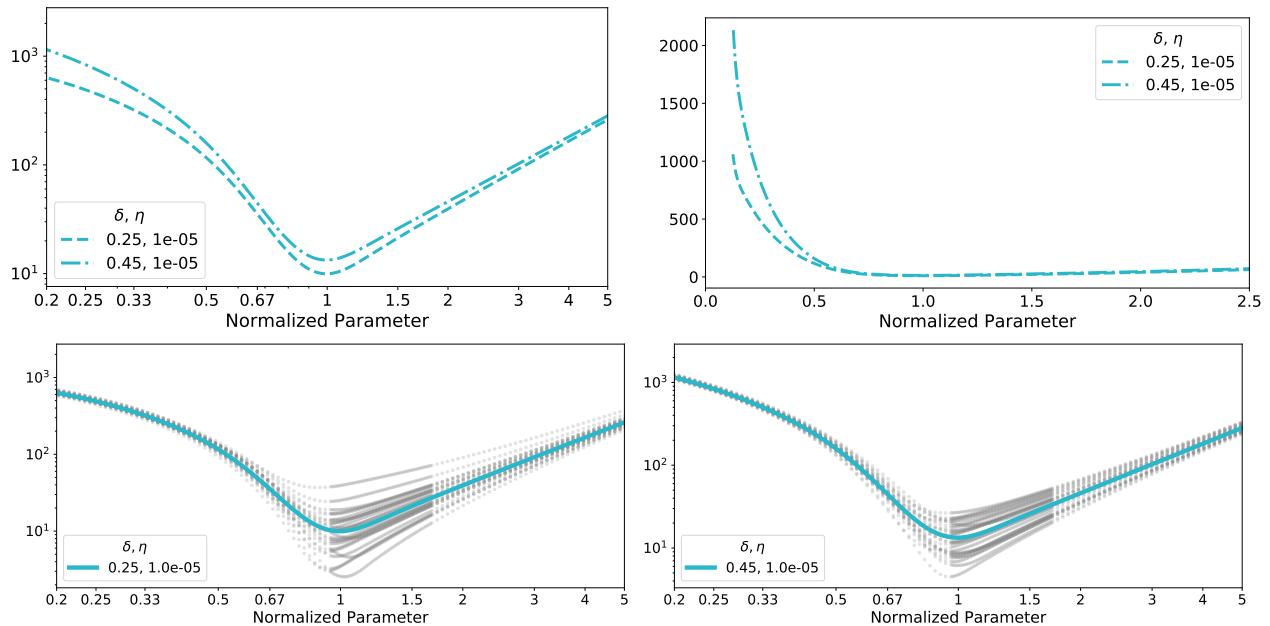 10³
10²
10¹
δ, η
0.25, 1e-05
0.45, 1e-05
0.2 0.25 0.33 0.5 0.67 1 1.5 2 3 4 5
Normalized Parameter
2000
1500
1000
500
0
δ, η
0.25, 1e-05
0.45, 1e-05
0.0 0.5 1.0 1.5 2.0 2.5
Normalized Parameter
10³
10²
10¹
δ, η
0.25, 1.0e-05
0.2 0.25 0.33 0.5 0.67 1 1.5 2 3 4 5
Normalized Parameter
10³
10²
10¹
δ, η
0.45, 1.0e-05
0.2 0.25 0.33 0.5 0.67 1 1.5 2 3 4 5
Normalized Parameter